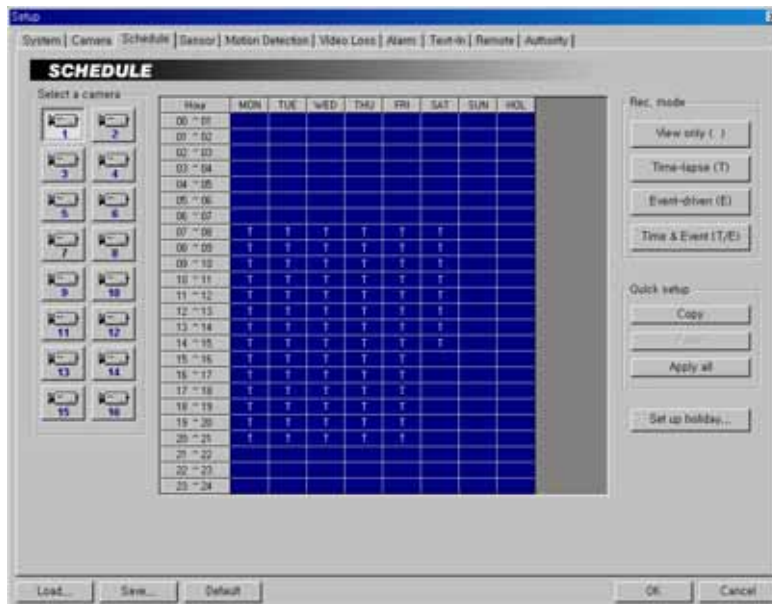 Setup
System | Camera | Schedule | Sensor | Motion Detection | Video Loss | Alarm | Text-In | Remote | Authority
SCHEDULE
Select a camera
1 2
3 4
5 6
7 8
9 10
11 12
13 14
15 16
Hour MON TUE WED THU FRI SAT SUN HOL
00 ~ 01
01 ~ 02
02 ~ 03
03 ~ 04
04 ~ 05
05 ~ 06
06 ~ 07
07 ~ 08 T T T T T T
08 ~ 09 T T T T T T
09 ~ 10 T T T T T T
10 ~ 11 T T T T T T
11 ~ 12 T T T T T T
12 ~ 13 T T T T T T
13 ~ 14 T T T T T T
14 ~ 15 T T T T T T
15 ~ 16 T T T T T
16 ~ 17 T T T T T
17 ~ 18 T T T T T
18 ~ 19 T T T T T
19 ~ 20 T T T T T
20 ~ 21 T T T T T
21 ~ 22
22 ~ 23
23 ~ 24
Rec. mode
View only ( )
Time-lapse (T)
Event-driven (E)
Time & Event (T/E)
Quick setup
Copy
Apply all
Set up holiday...
Load... Save... Default OK Cancel